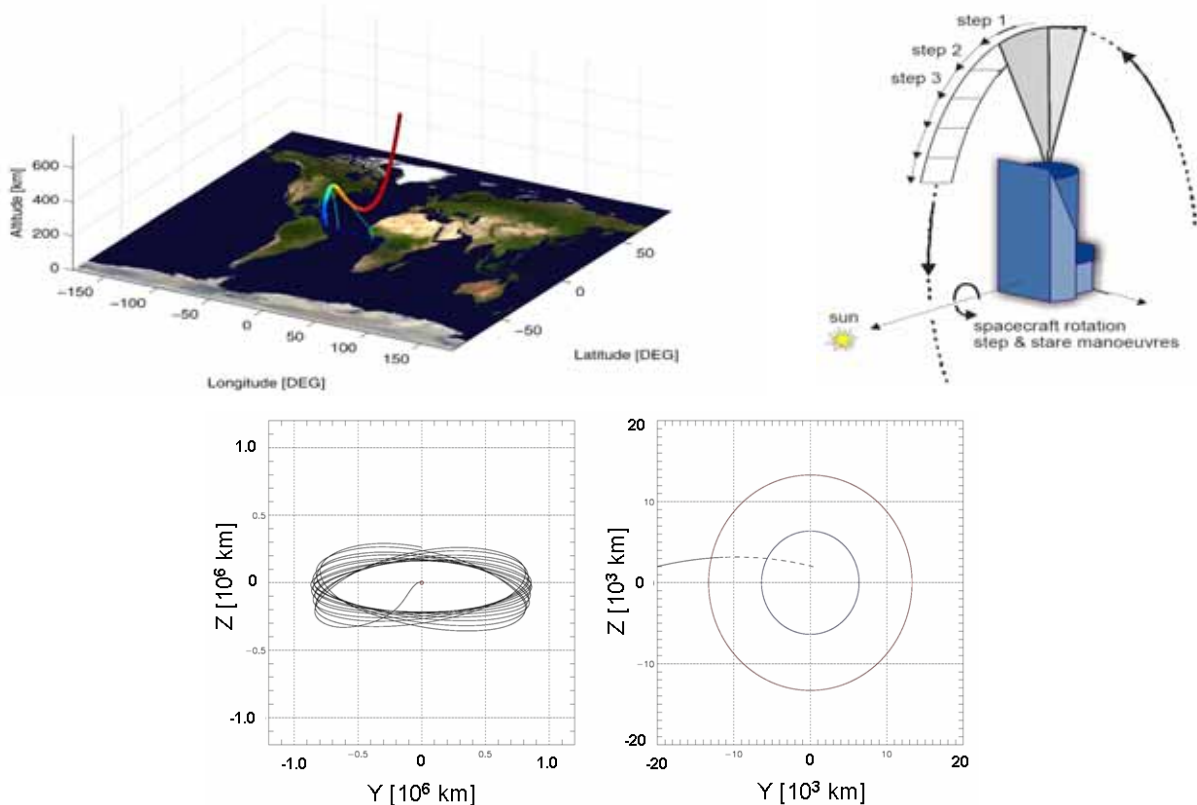 600
400
200
0
Altitude [km]
−150
−100
−50
0
50
100
150
Longitude [DEG]
50
0
−50
Latitude [DEG]
step 1
step 2
step 3
sun
spacecraft rotation
step & stare manoeuvres
1.0
0.5
0
−0.5
-1.0
Z [10⁶ km]
-1.0
−0.5
0
0.5
1.0
Y [10⁶ km]
20
10
0
−10
-20
Z [10³ km]
-20
−10
0
10
20
Y [10³ km]